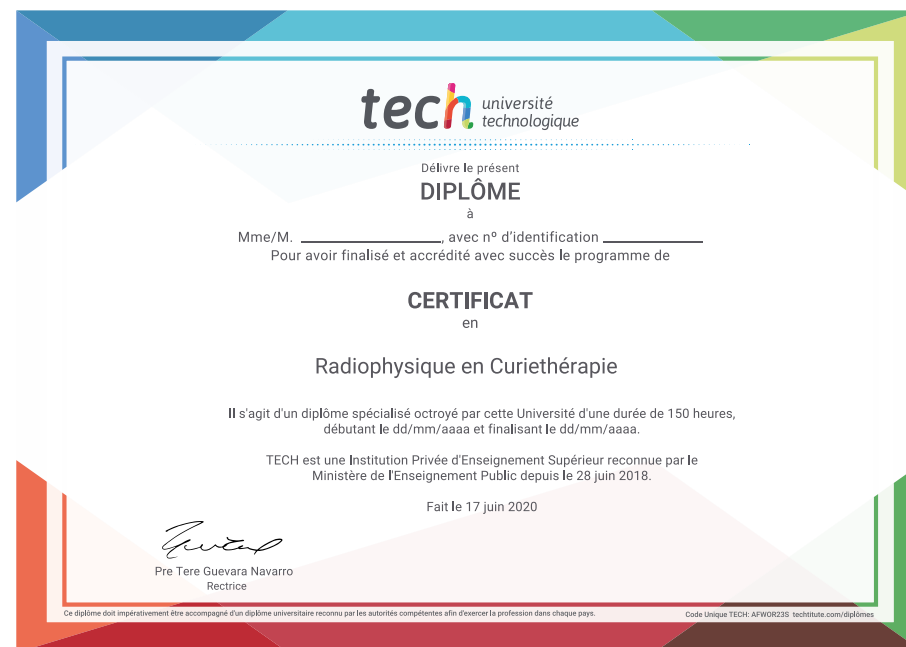 tech université
technologique
Délivre le présent
DIPLÔME
à
Mme/M. ____________________, avec nº d'identification ______________
Pour avoir finalisé et accrédité avec succès le programme de
CERTIFICAT
en
Radiophysique en Curiethérapie
Il s'agit d'un diplôme spécialisé octroyé par cette Université d'une durée de 150 heures,
débutant le dd/mm/aaaa et finalisant le dd/mm/aaaa.
TECH est une Institution Privée d'Enseignement Supérieur reconnue par le
Ministère de l'Enseignement Public depuis le 28 juin 2018.
Fait le 17 juin 2020
Pre Tere Guevara Navarro
Rectrice
Ce diplôme doit impérativement être accompagné d'un diplôme universitaire reconnu par les autorités compétentes afin d'exercer la profession dans chaque pays.
Code Unique TECH: AFWOR23S techtitute.com/diplômes